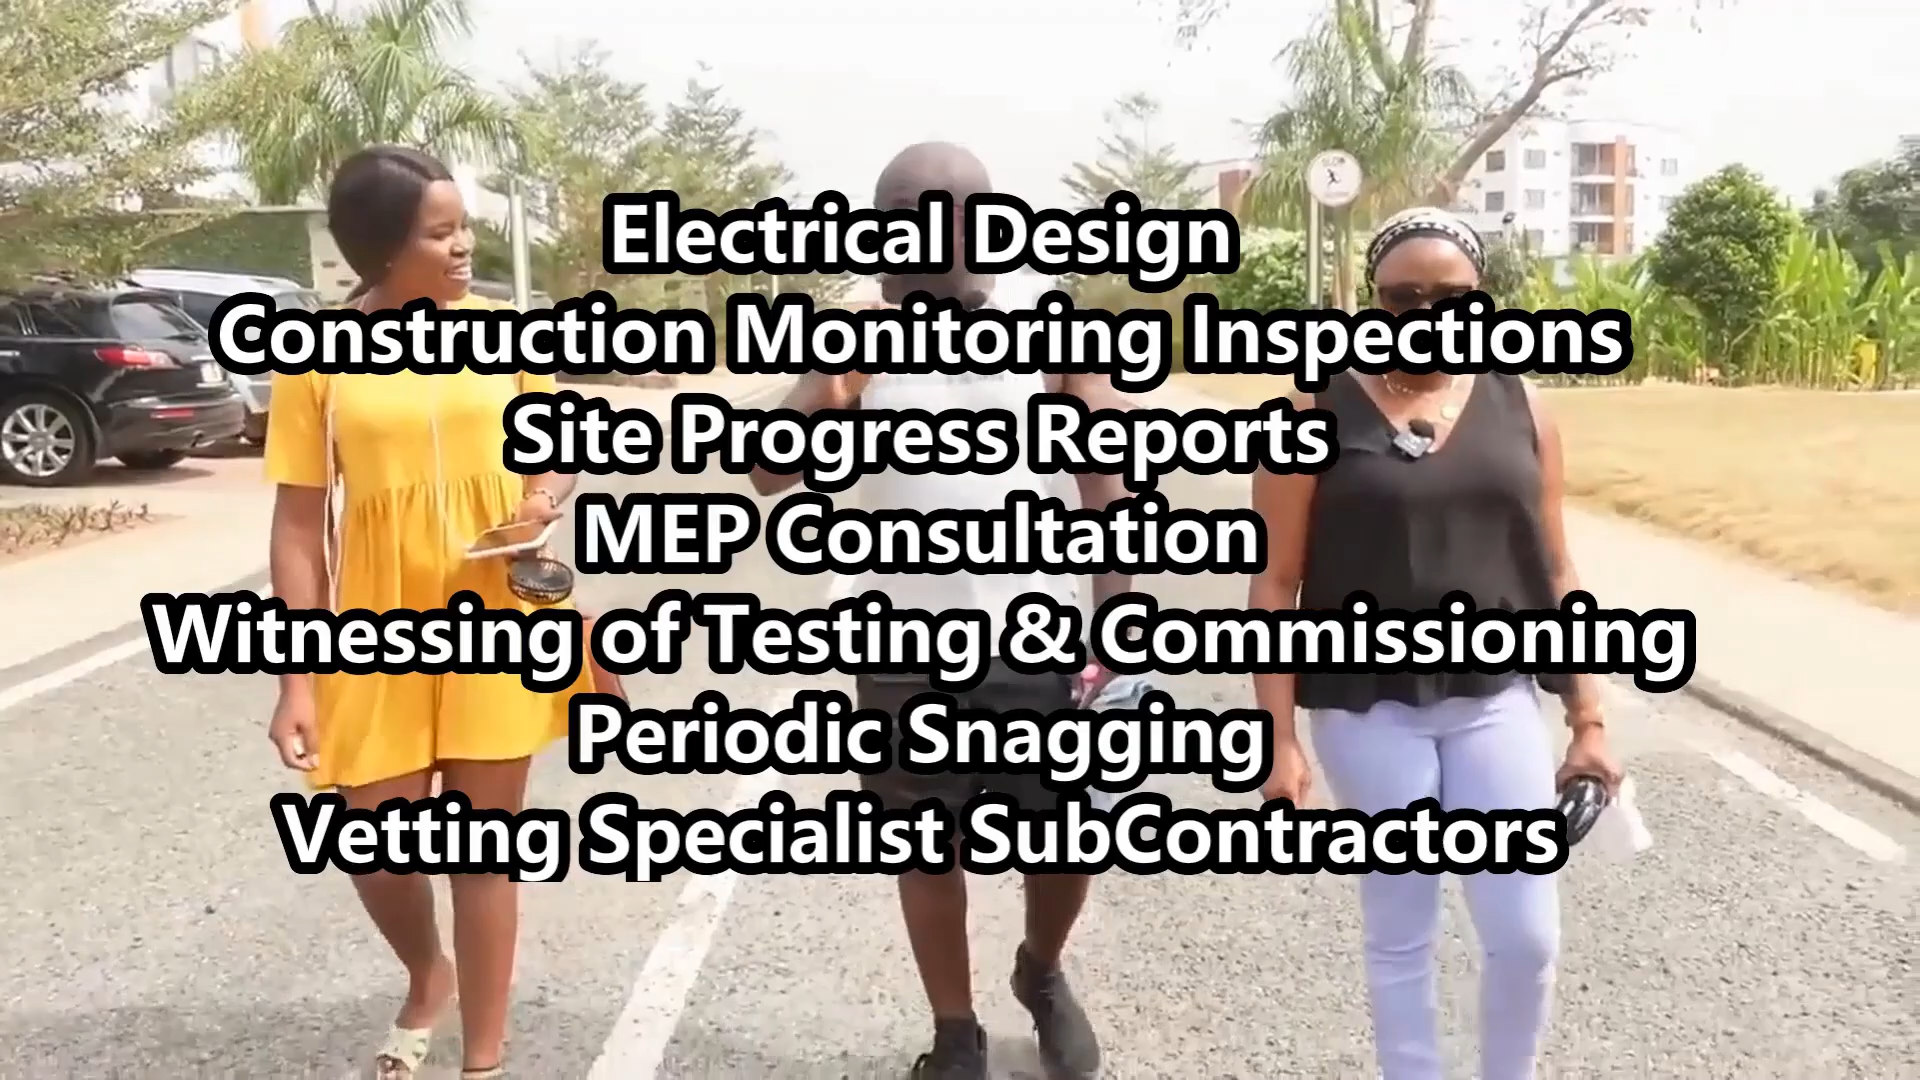 Electrical Design
Construction Monitoring Inspections
Site Progress Reports
MEP Consultation
Witnessing of Testing & Commissioning
Periodic Snagging
Vetting Specialist SubContractors